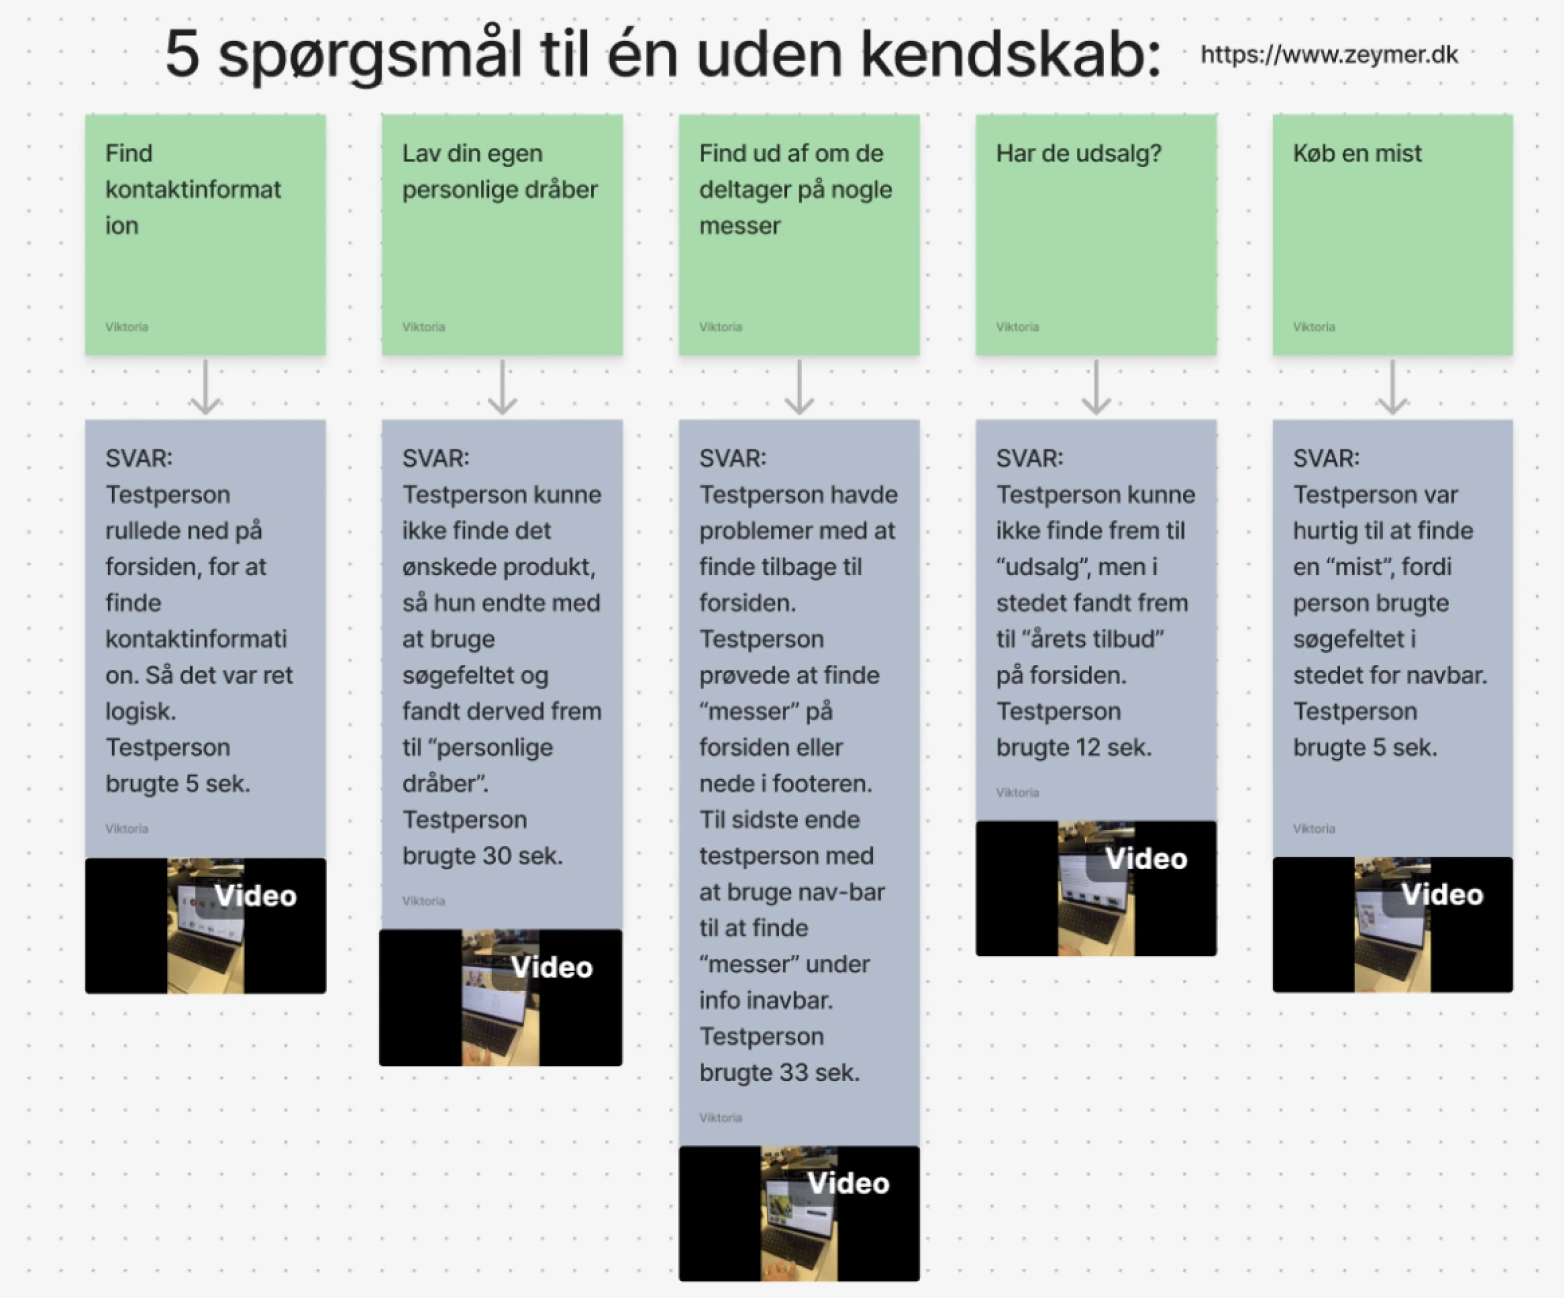 5 spørgsmål til én uden kendskab:
https://www.zeymer.dk
Find
kontaktinformat
ion
Viktoria
Lav din egen
personlige dråber
Viktoria
Find ud af om de
deltager på nogle
messer
Viktoria
Har de udsalg?
Viktoria
Køb en mist
Viktoria
SVAR:
Testperson
rullede ned på
forsiden, for at
finde
kontaktinformati
on. Så det var ret
logisk.
Testperson
brugte 5 sek.
Viktoria
Video
SVAR:
Testperson kunne
ikke finde det
ønskede produkt,
så hun endte med
at bruge
søgefeltet og
fandt derved frem
til “personlige
dråber”.
Testperson
brugte 30 sek.
Viktoria
Video
SVAR:
Testperson havde
problemer med at
finde tilbage til
forsiden.
Testperson
prøvede at finde
“messer” på
forsiden eller
nede i footeren.
Til sidste ende
testperson med
at bruge nav-bar
til at finde
“messer” under
info inavbar.
Testperson
brugte 33 sek.
Viktoria
Video
SVAR:
Testperson kunne
ikke finde frem til
“udsalg”, men i
stedet fandt frem
til “årets tilbud”
på forsiden.
Testperson
brugte 12 sek.
Viktoria
Video
SVAR:
Testperson var
hurtig til at finde
en “mist”, fordi
person brugte
søgefeltet i
stedet for navbar.
Testperson
brugte 5 sek.
Viktoria
Video